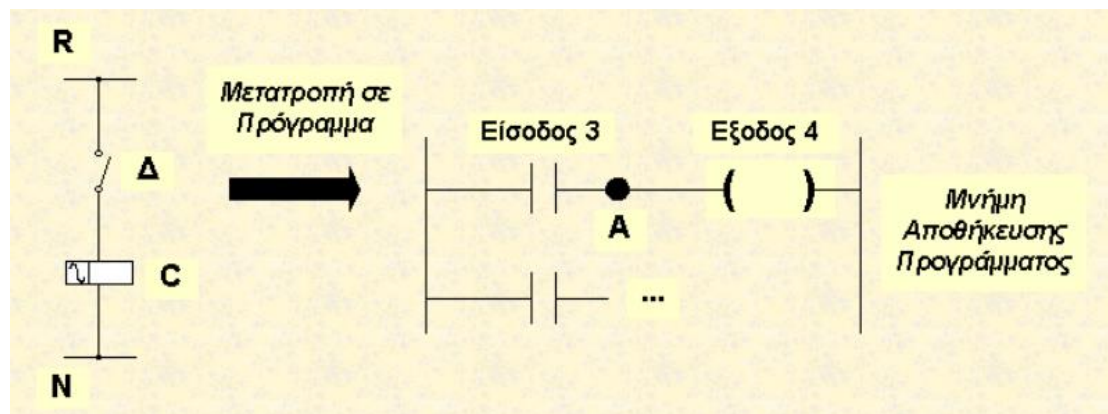 R
Μετατροπή σε
Πρόγραμμα
Είσοδος 3
Εξοδος 4
Δ
Α
Μνήμη
Αποθήκευσης
Προγράμματος
C
...
N